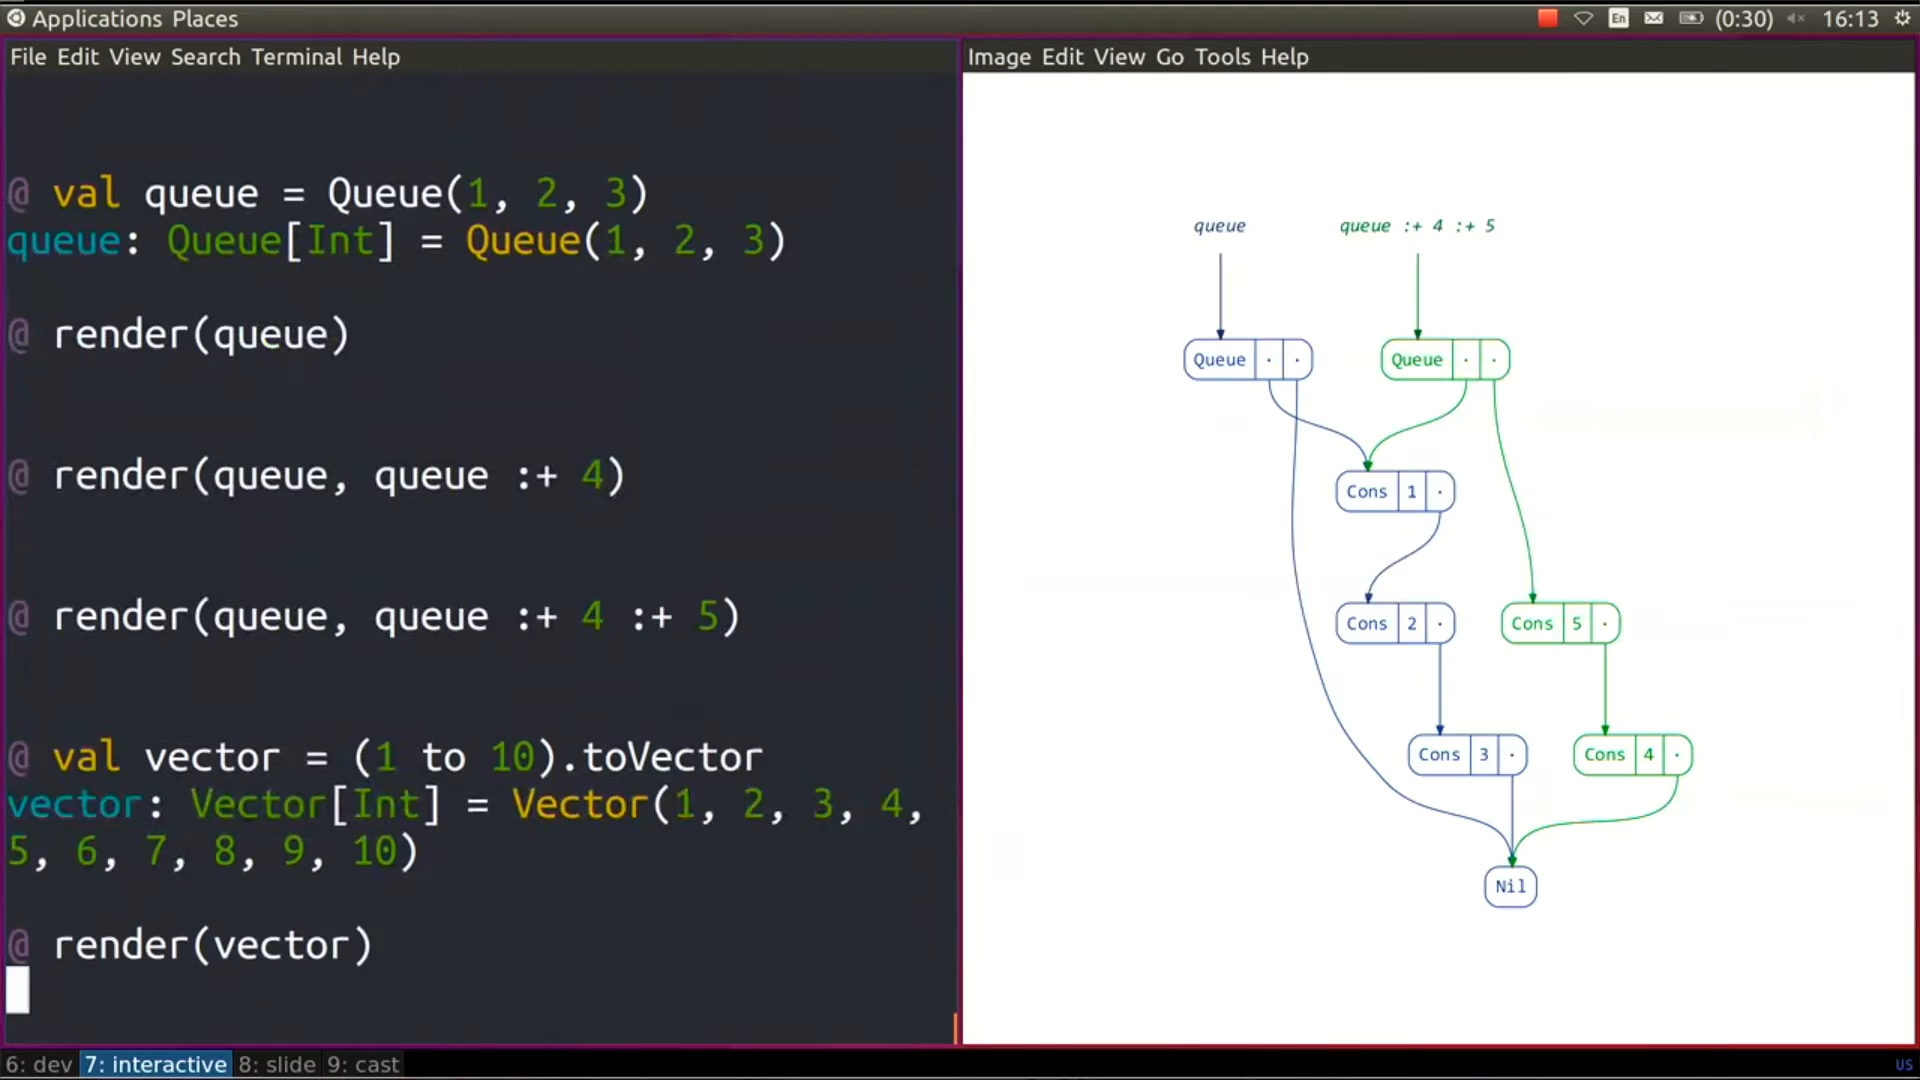 Applications Places
En (0:30) 16:13
File Edit View Search Terminal Help
Image Edit View Go Tools Help
@ val queue = Queue(1, 2, 3)
queue: Queue[Int] = Queue(1, 2, 3)
@ render(queue)
@ render(queue, queue :+ 4)
@ render(queue, queue :+ 4 :+ 5)
@ val vector = (1 to 10).toVector
vector: Vector[Int] = Vector(1, 2, 3, 4,
5, 6, 7, 8, 9, 10)
@ render(vector)
queue queue :+ 4 :+ 5
Queue · · Queue · ·
Cons 1 ·
Cons 2 · Cons 5 ·
Cons 3 · Cons 4 ·
Nil
6: dev 7: interactive 8: slide 9: cast
US